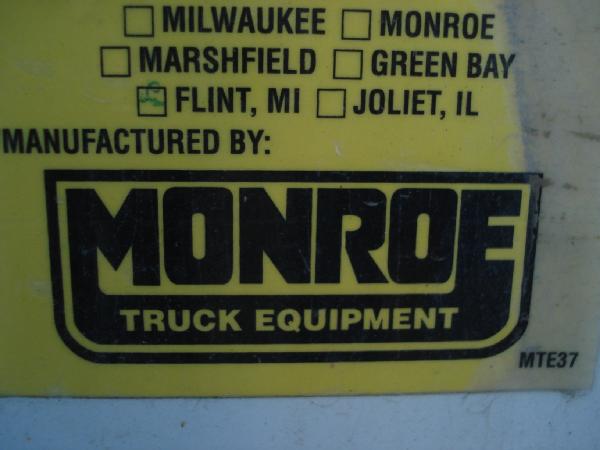 MILWAUKEE MONROE
MARSHFIELD GREEN BAY
FLINT, MI JOLIET, IL
MANUFACTURED BY:
MONROE
TRUCK EQUIPMENT
MTE37